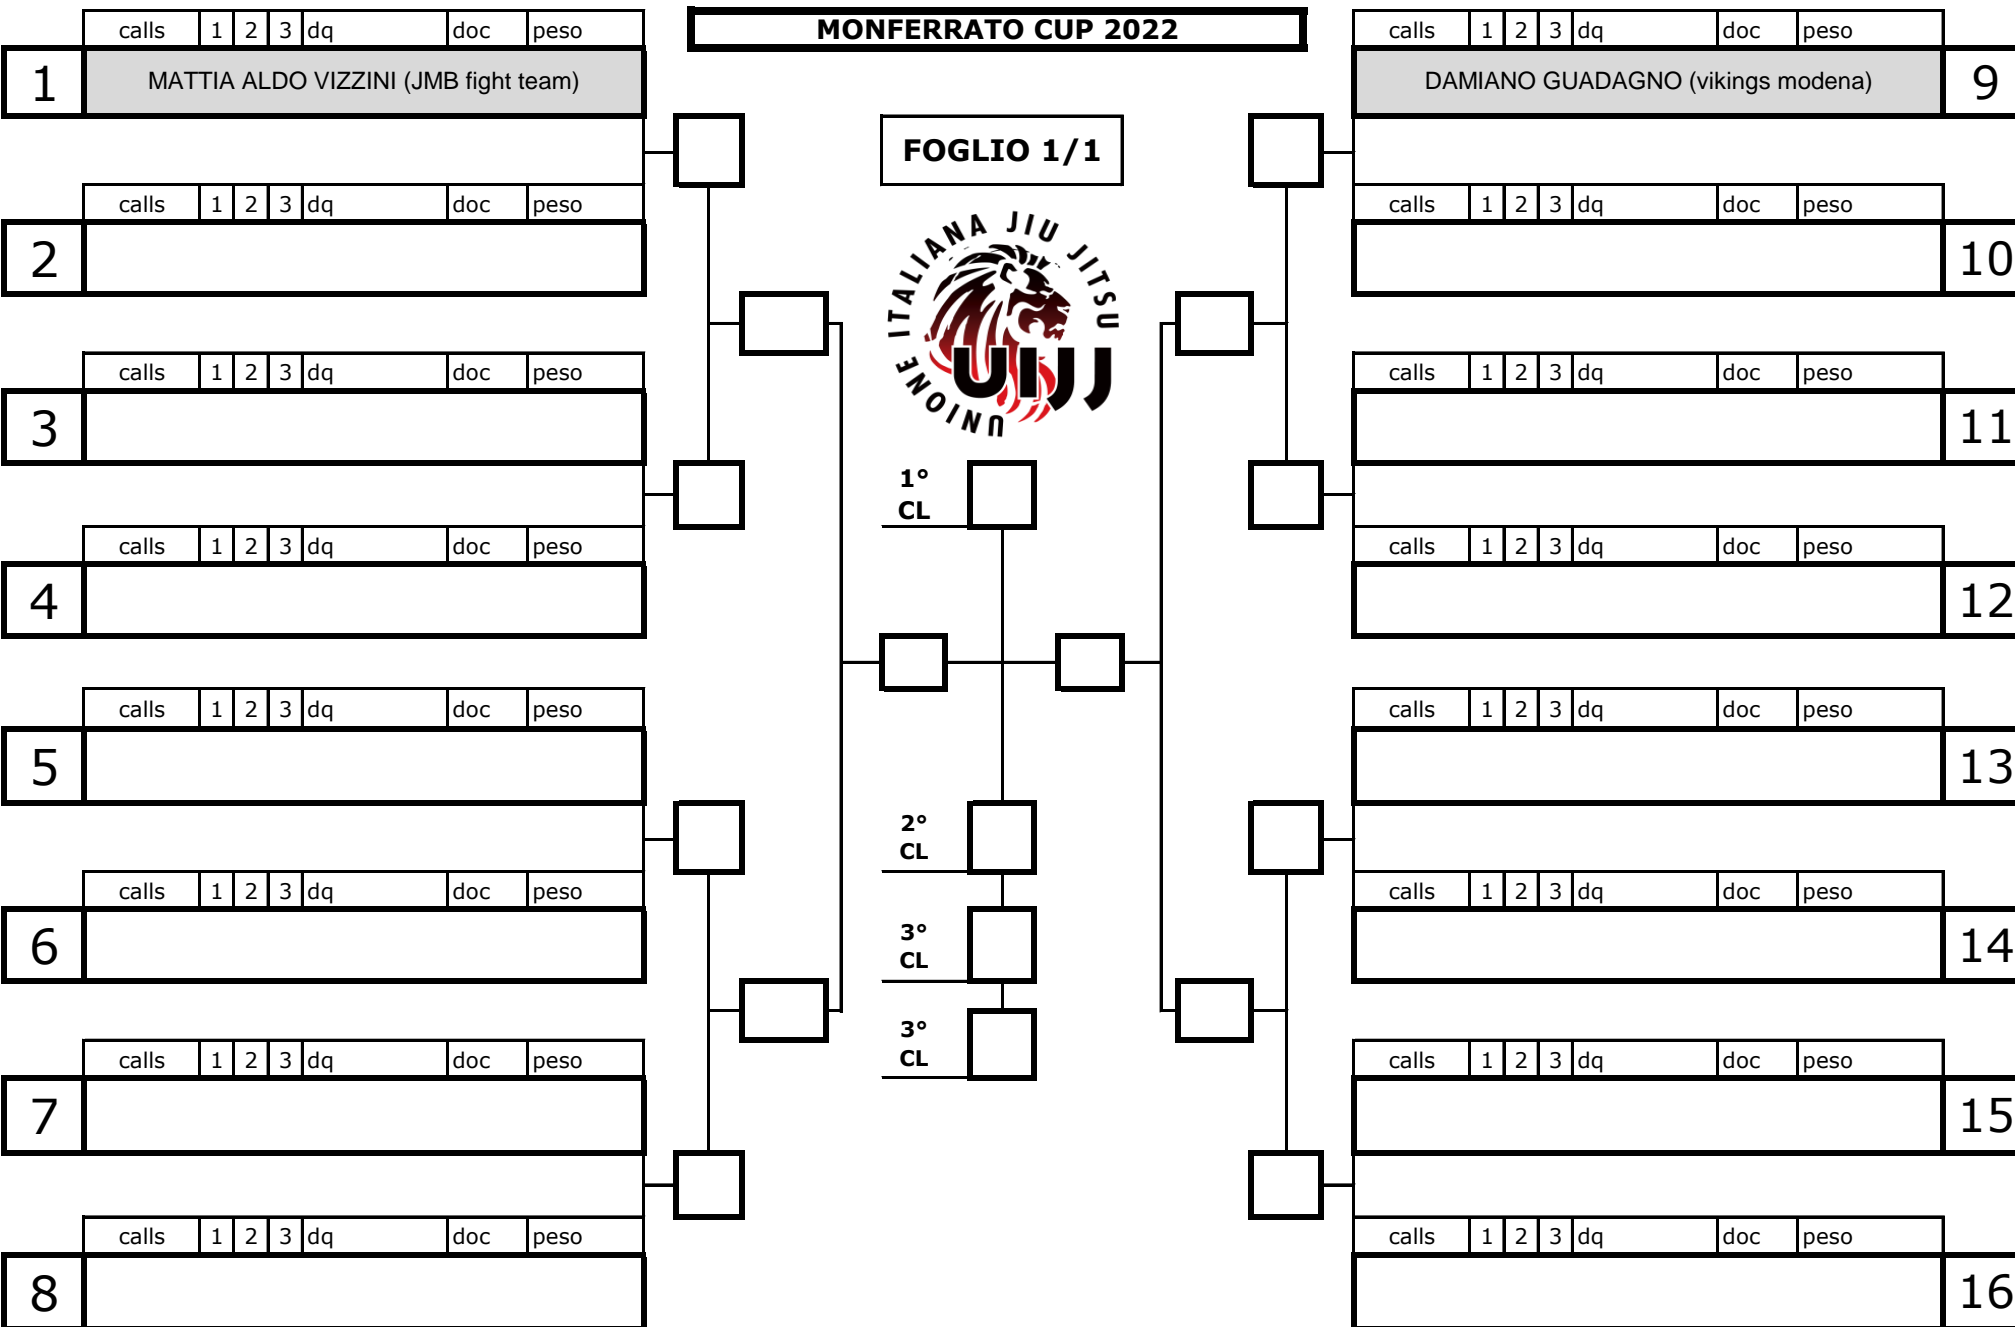 MONFERRATO CUP 2022
calls 1 2 3 dq doc peso
1 MATTIA ALDO VIZZINI (JMB fight team)
calls 1 2 3 dq doc peso
2
calls 1 2 3 dq doc peso
3
calls 1 2 3 dq doc peso
4
calls 1 2 3 dq doc peso
5
calls 1 2 3 dq doc peso
6
calls 1 2 3 dq doc peso
7
calls 1 2 3 dq doc peso
8
FOGLIO 1/1
UNIONE ITALIANA JIU JITSU
UIJJ
1°
CL
2°
CL
3°
CL
3°
CL
calls 1 2 3 dq doc peso
DAMIANO GUADAGNO (vikings modena) 9
calls 1 2 3 dq doc peso
10
calls 1 2 3 dq doc peso
11
calls 1 2 3 dq doc peso
12
calls 1 2 3 dq doc peso
13
calls 1 2 3 dq doc peso
14
calls 1 2 3 dq doc peso
15
calls 1 2 3 dq doc peso
16